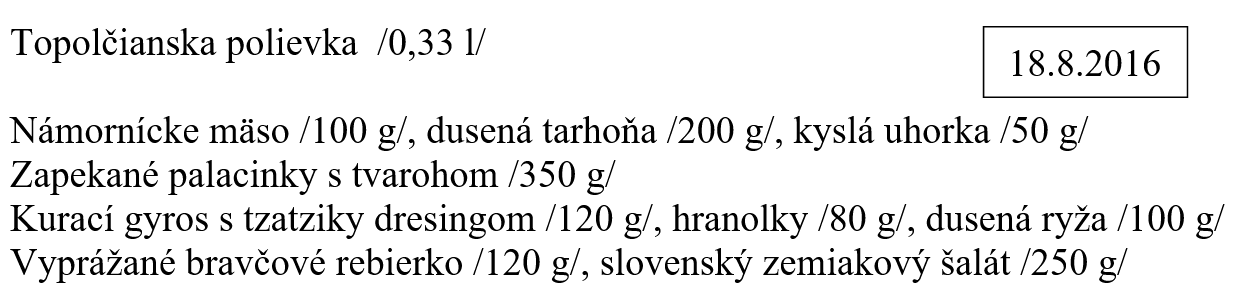 Topolčianska polievka /0,33 l/
18.8.2016
Námornícke mäso /100 g/, dusená tarhoňa /200 g/, kyslá uhorka /50 g/
Zapekané palacinky s tvarohom /350 g/
Kurací gyros s tzatziky dresingom /120 g/, hranolky /80 g/, dusená ryža /100 g/
Vyprážané bravčové rebierko /120 g/, slovenský zemiakový šalát /250 g/